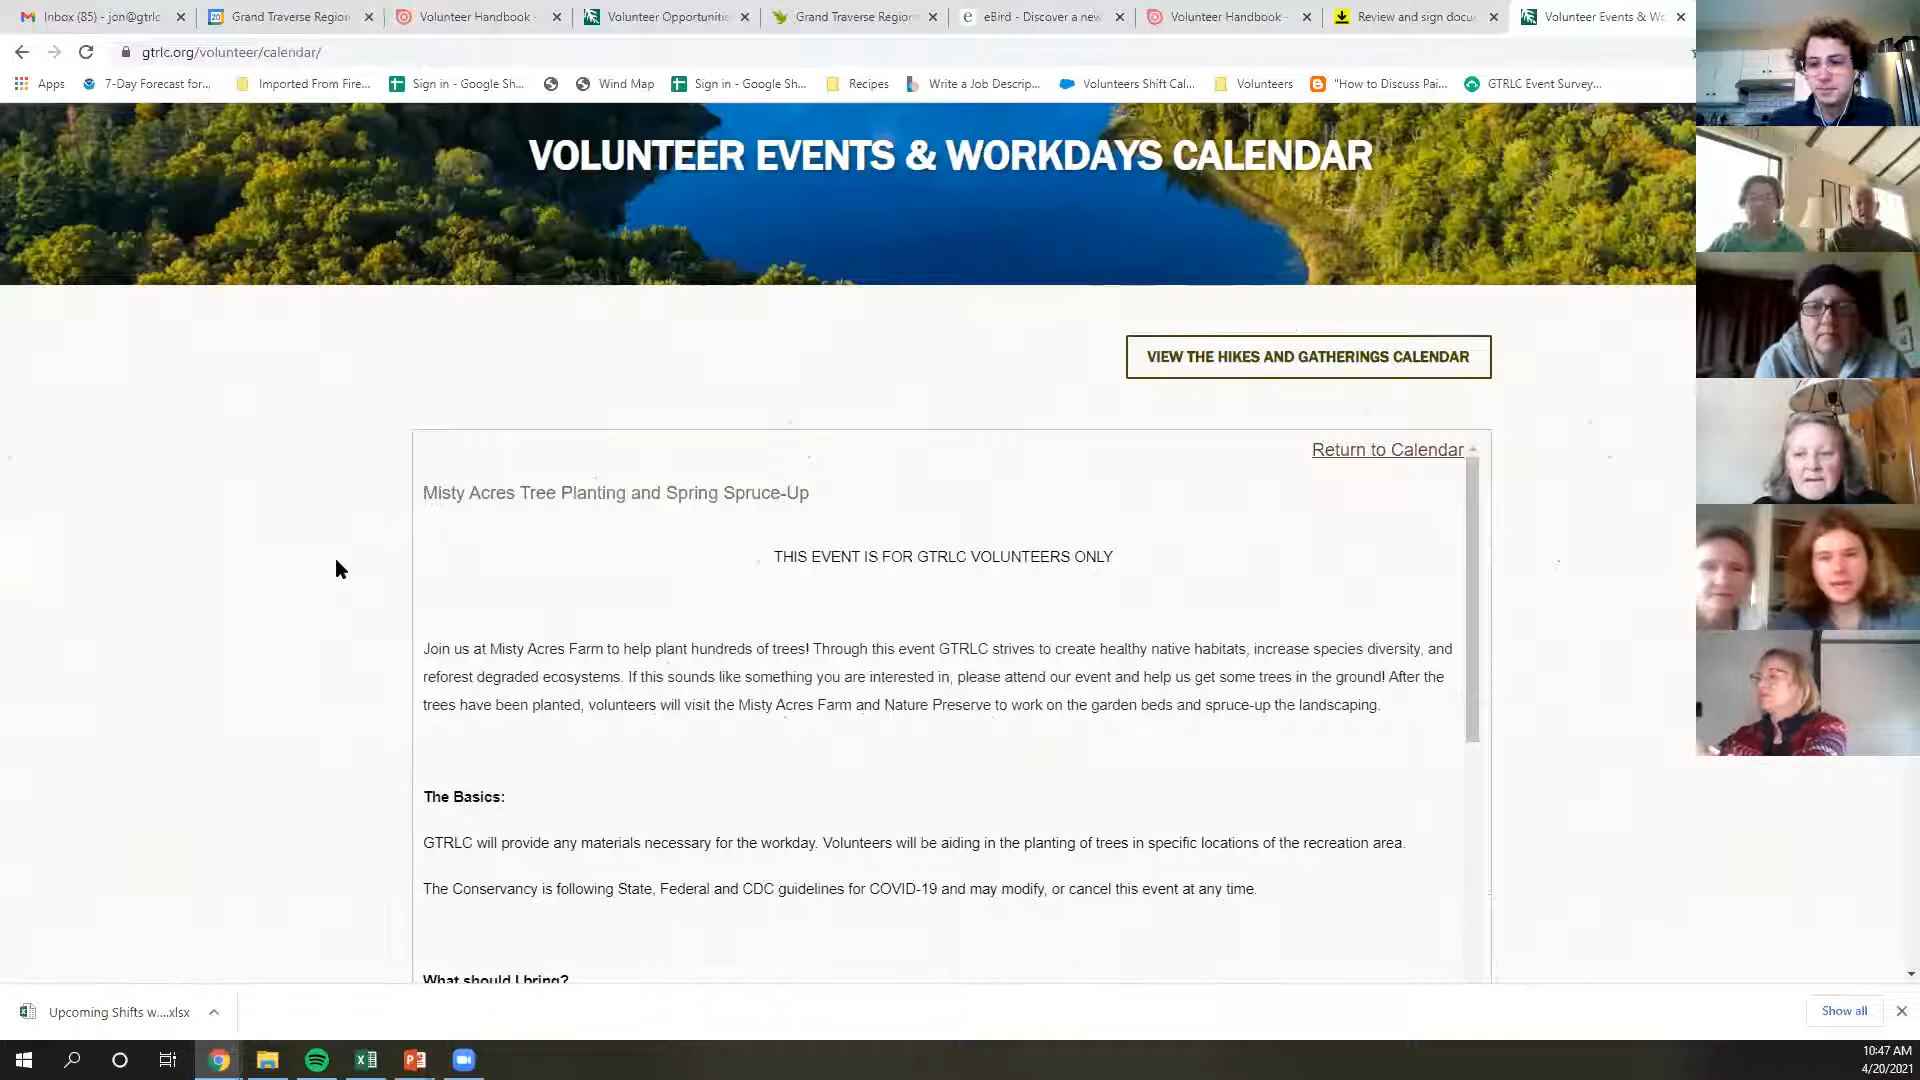 Inbox (85) - jon@gtrlc
Grand Traverse Region
Volunteer Handbook -
Volunteer Opportuniti
Grand Traverse Region
eBird - Discover a new
Volunteer Handbook -
Review and sign docu
Volunteer Events & Wo
gtrlc.org/volunteer/calendar/
Apps
7-Day Forecast for...
Imported From Fire...
Sign in - Google Sh...
Wind Map
Sign in - Google Sh...
Recipes
Write a Job Descrip...
Volunteers Shift Cal...
Volunteers
"How to Discuss Pai...
GTRLC Event Survey...
VOLUNTEER EVENTS & WORKDAYS CALENDAR
VIEW THE HIKES AND GATHERINGS CALENDAR
Return to Calendar
Misty Acres Tree Planting and Spring Spruce-Up
THIS EVENT IS FOR GTRLC VOLUNTEERS ONLY
Join us at Misty Acres Farm to help plant hundreds of trees! Through this event GTRLC strives to create healthy native habitats, increase species diversity, and
reforest degraded ecosystems. If this sounds like something you are interested in, please attend our event and help us get some trees in the ground! After the
trees have been planted, volunteers will visit the Misty Acres Farm and Nature Preserve to work on the garden beds and spruce-up the landscaping.
The Basics:
GTRLC will provide any materials necessary for the workday. Volunteers will be aiding in the planting of trees in specific locations of the recreation area.
The Conservancy is following State, Federal and CDC guidelines for COVID-19 and may modify, or cancel this event at any time.
What should I bring?
Upcoming Shifts w....xlsx
Show all
10:47 AM
4/20/2021